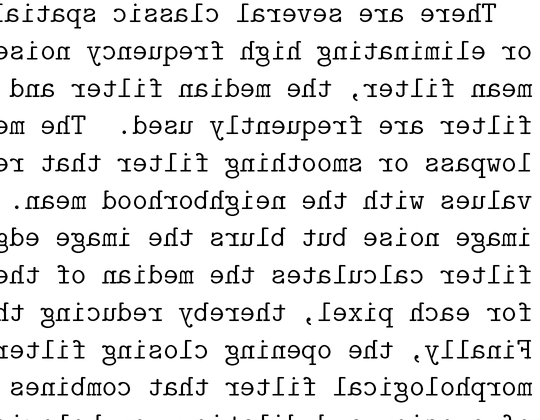 There are several classic spatial
or eliminating high frequency noise
mean filter, the median filter and
filter are frequently used. The me
lowpass or smoothing filter that re
values with the neighborhood mean.
image noise but blurs the image edg
filter calculates the median of the
for each pixel, thereby reducing th
Finally, the opening closing filter
morphological filter that combines